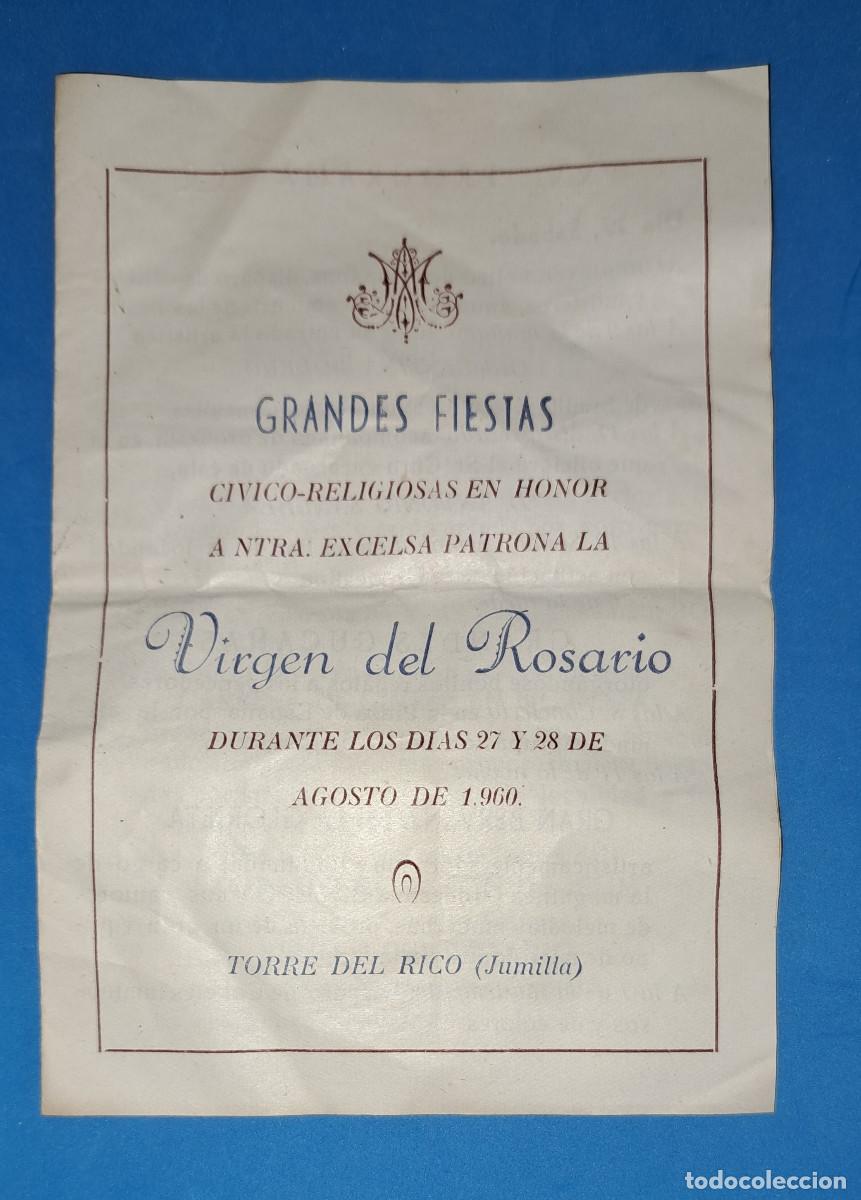 GRANDES FIESTAS
CIVICO-RELIGIOSAS EN HONOR
A NTRA. EXCELSA PATRONA LA
Virgen del Rosario
DURANTE LOS DIAS 27 Y 28 DE
AGOSTO DE 1.960.
TORRE DEL RICO (Jumilla)
todocoleccion